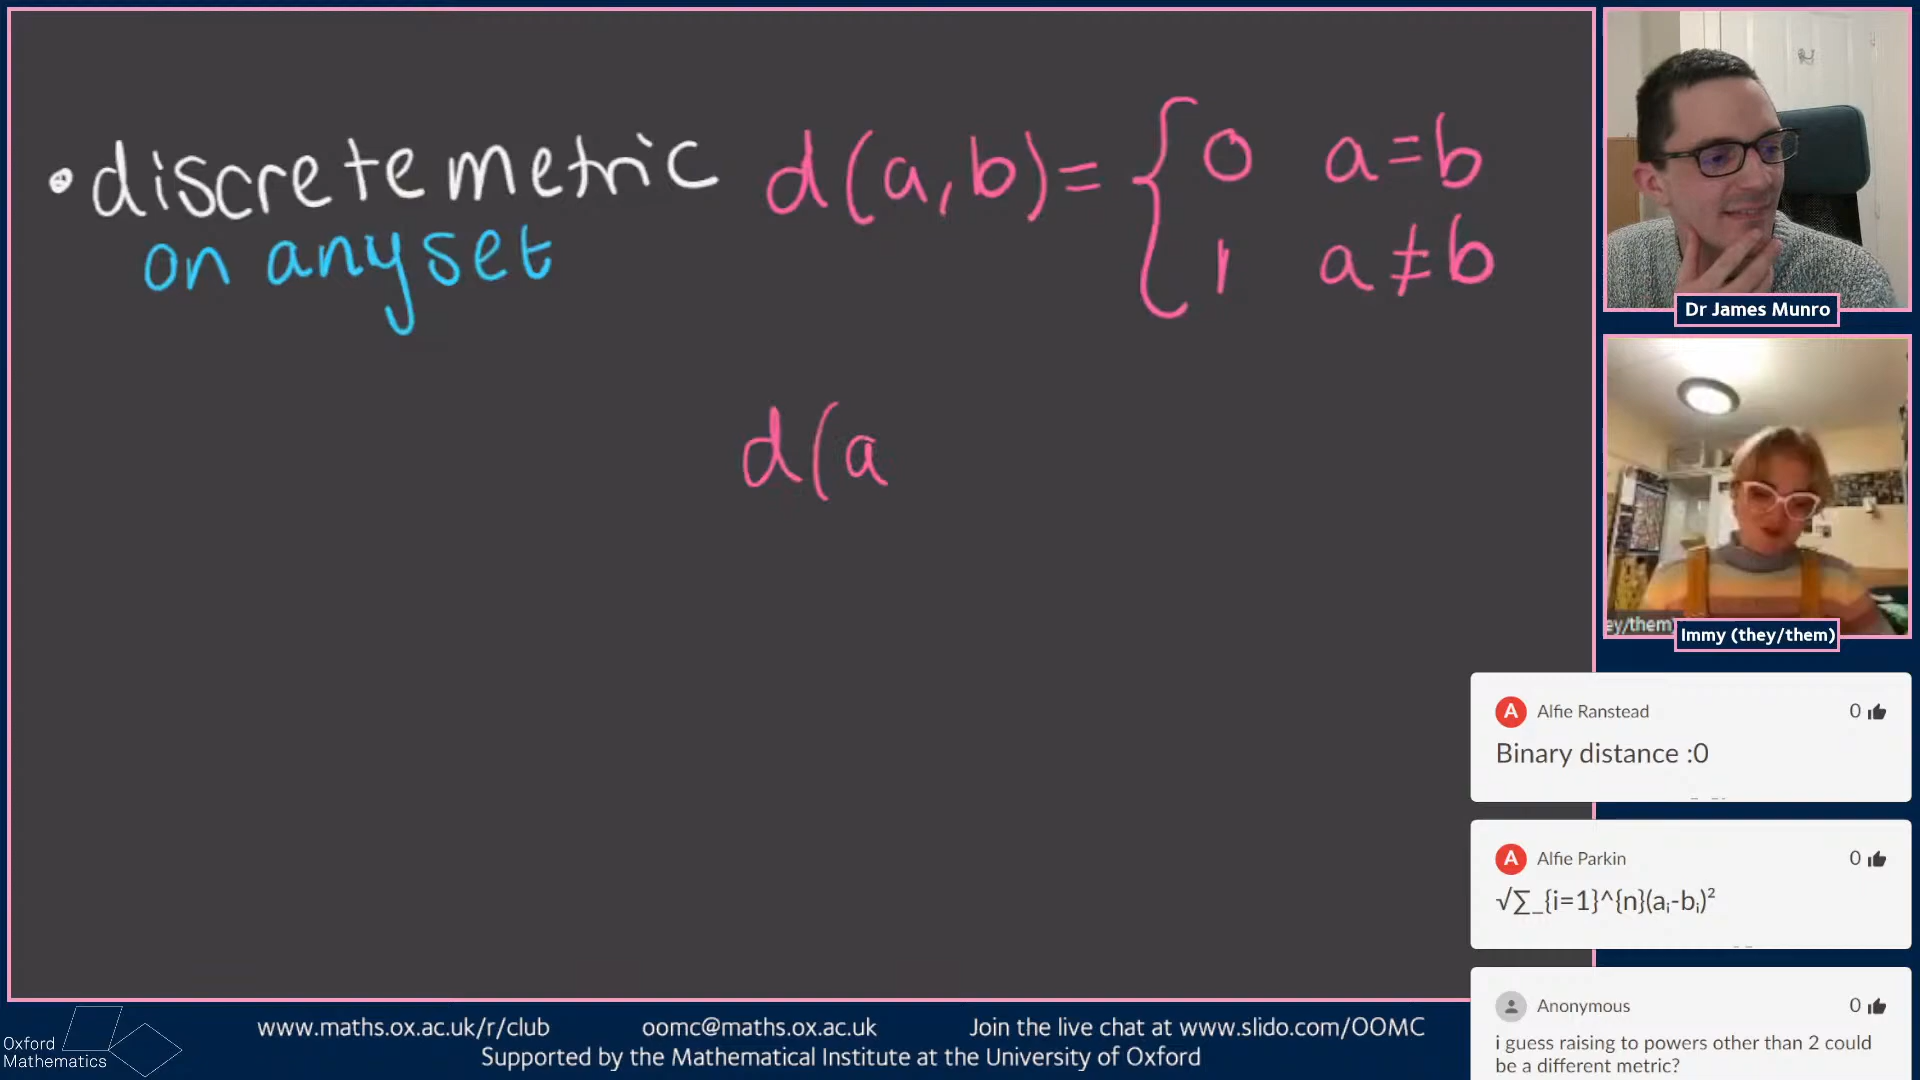 • discrete metric d(a,b) = { 0 a=b
1 a≠b
on any set
d(a
Dr James Munro
ey/them)
Immy (they/them)
A Alfie Ranstead 0
Binary distance :0
A Alfie Parkin 0
√∑_{i=1}^{n}(aᵢ-bᵢ)²
Anonymous 0
i guess raising to powers other than 2 could
be a different metric?
Oxford
Mathematics
www.maths.ox.ac.uk/r/club oomc@maths.ox.ac.uk Join the live chat at www.slido.com/OOMC
Supported by the Mathematical Institute at the University of Oxford